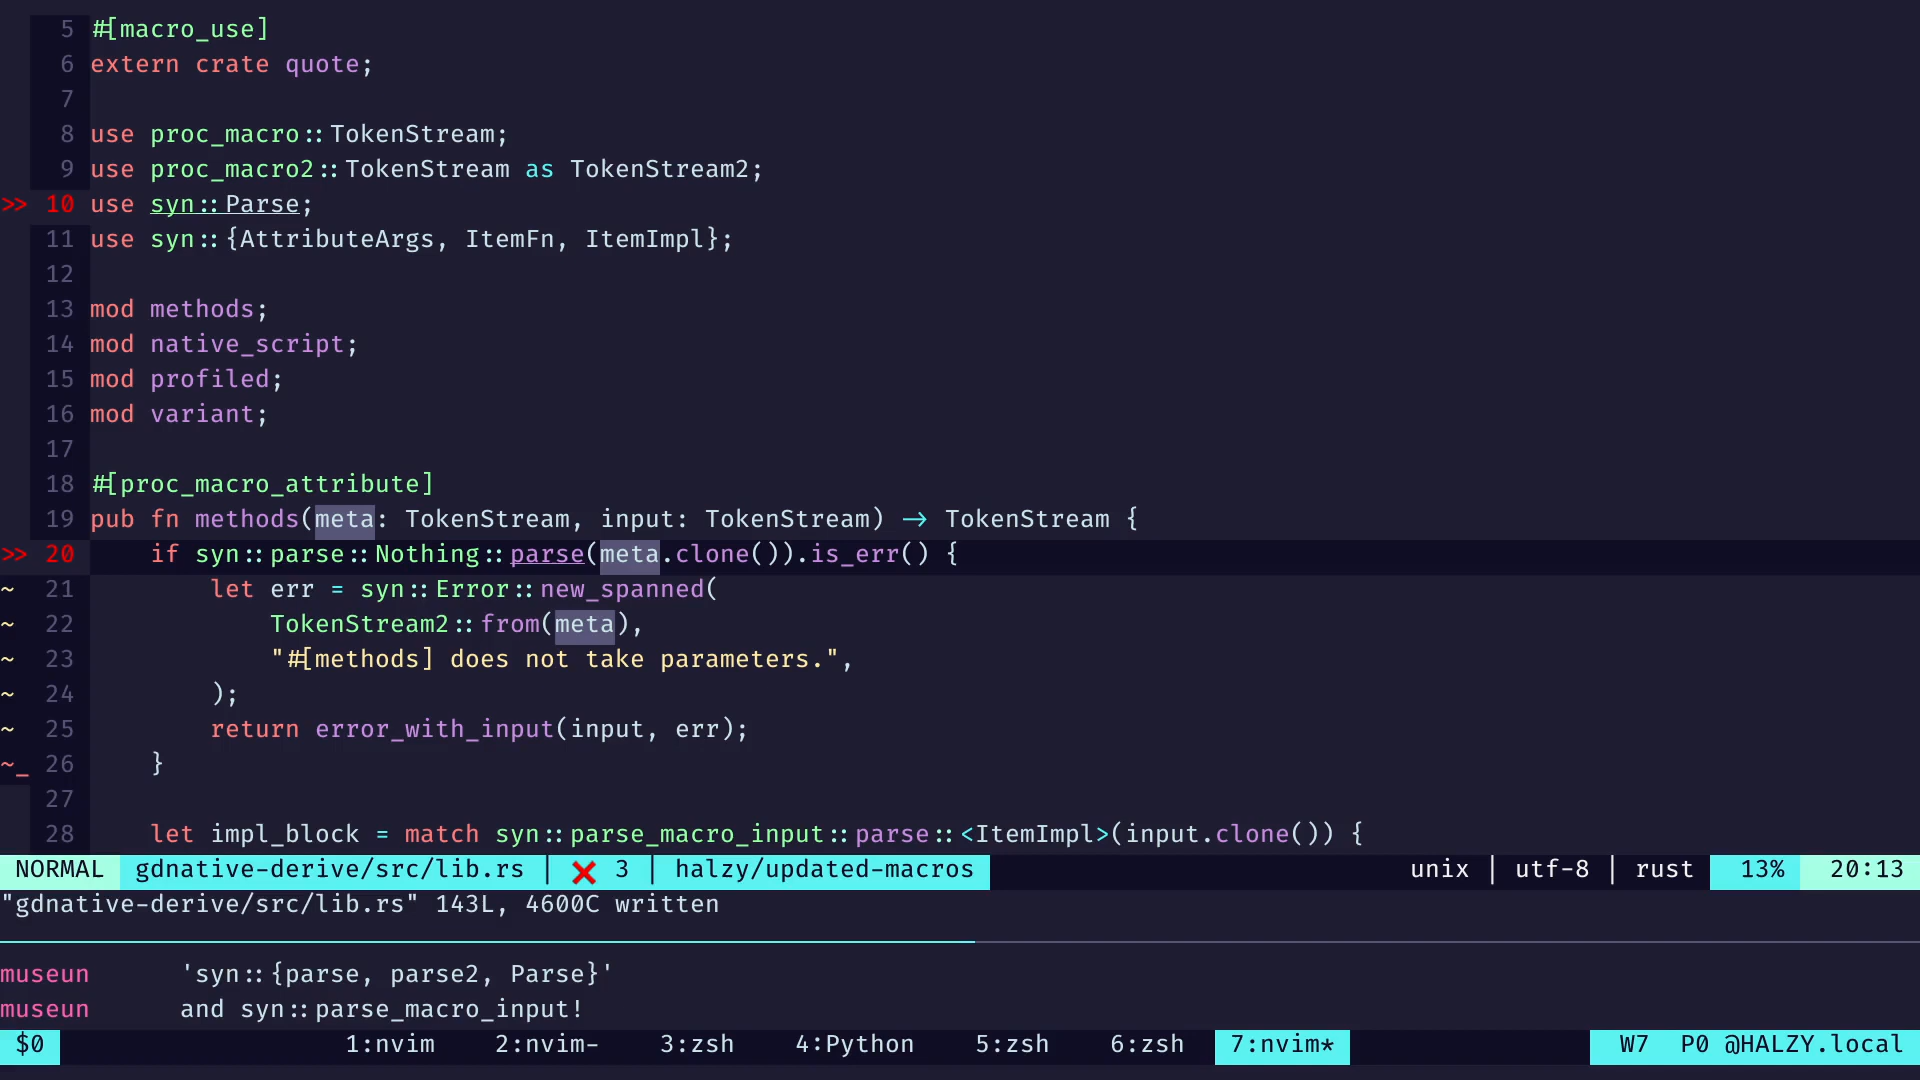 5 #[macro_use]
6 extern crate quote;
7
8 use proc_macro::TokenStream;
9 use proc_macro2::TokenStream as TokenStream2;
>> 10 use syn::Parse;
11 use syn::{AttributeArgs, ItemFn, ItemImpl};
12
13 mod methods;
14 mod native_script;
15 mod profiled;
16 mod variant;
17
18 #[proc_macro_attribute]
19 pub fn methods(meta: TokenStream, input: TokenStream) -> TokenStream {
>> 20     if syn::parse::Nothing::parse(meta.clone()).is_err() {
~ 21         let err = syn::Error::new_spanned(
~ 22             TokenStream2::from(meta),
~ 23             "#[methods] does not take parameters.",
~ 24         );
~ 25         return error_with_input(input, err);
~_ 26     }
27
28     let impl_block = match syn::parse_macro_input::parse::<ItemImpl>(input.clone()) {
NORMAL gdnative-derive/src/lib.rs | ❌ 3 | halzy/updated-macros unix | utf-8 | rust 13% 20:13
"gdnative-derive/src/lib.rs" 143L, 4600C written
museun 'syn::{parse, parse2, Parse}'
museun and syn::parse_macro_input!
$0 1:nvim 2:nvim- 3:zsh 4:Python 5:zsh 6:zsh 7:nvim* W7 P0 @HALZY.local